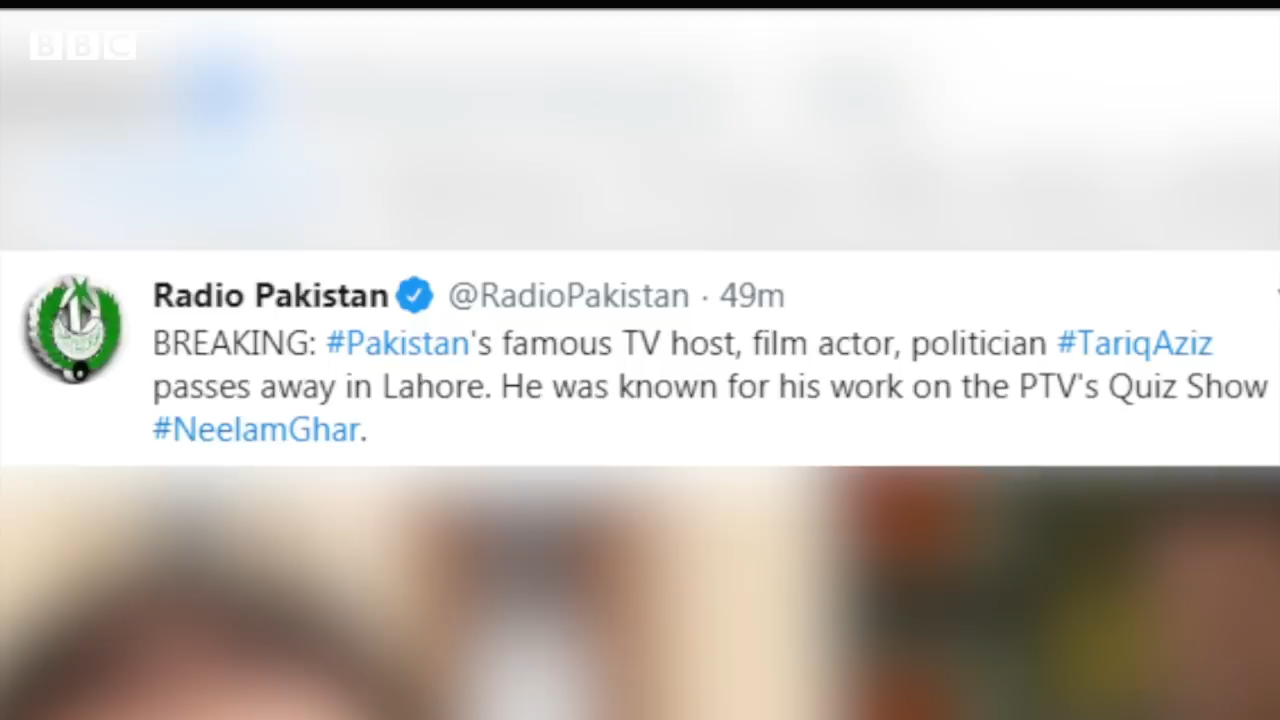 BBC
Radio Pakistan @RadioPakistan · 49m
BREAKING: #Pakistan's famous TV host, film actor, politician #TariqAziz
passes away in Lahore. He was known for his work on the PTV's Quiz Show
#NeelamGhar.